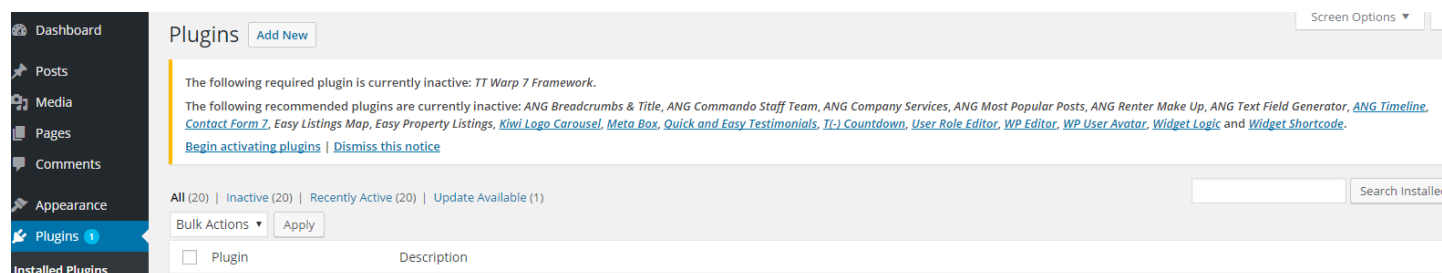 Dashboard
Posts
Media
Pages
Comments
Appearance
Plugins 1
Installed Plugins
Screen Options ▼
Plugins Add New
The following required plugin is currently inactive: TT Warp 7 Framework.
The following recommended plugins are currently inactive: ANG Breadcrumbs & Title, ANG Commando Staff Team, ANG Company Services, ANG Most Popular Posts, ANG Renter Make Up, ANG Text Field Generator, ANG Timeline,
Contact Form 7, Easy Listings Map, Easy Property Listings, Kiwi Logo Carousel, Meta Box, Quick and Easy Testimonials, T(-) Countdown, User Role Editor, WP Editor, WP User Avatar, Widget Logic and Widget Shortcode.
Begin activating plugins | Dismiss this notice
All (20) | Inactive (20) | Recently Active (20) | Update Available (1)
Search Installed
Bulk Actions ▼ Apply
Plugin Description